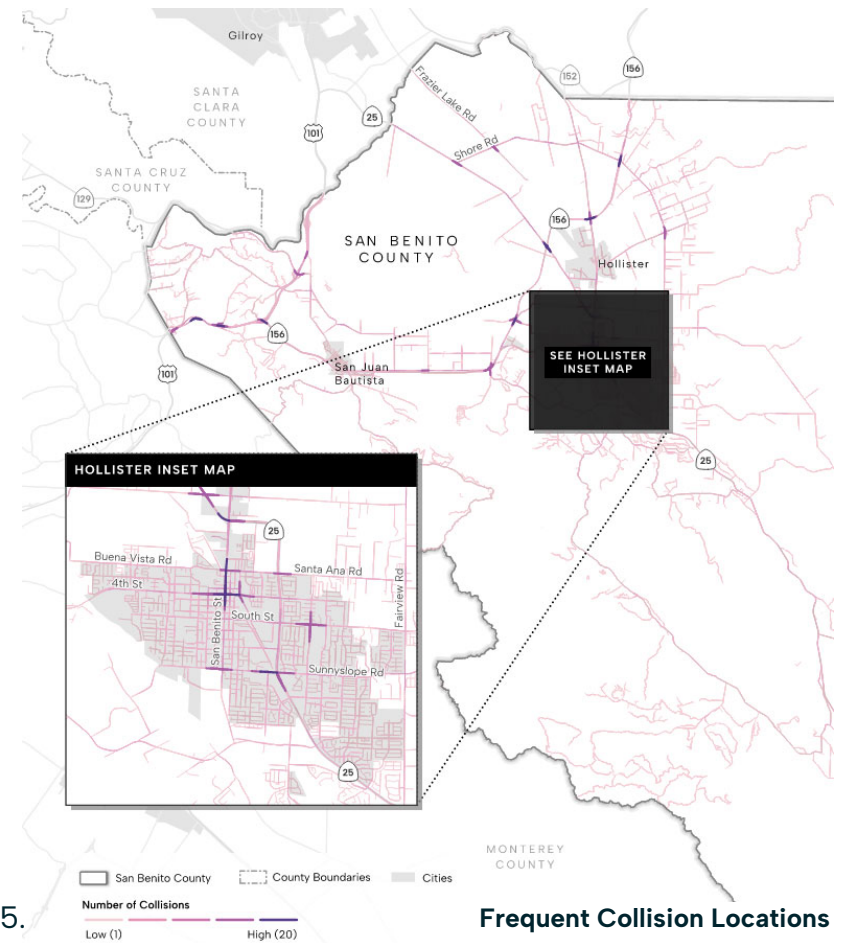 Gilroy
SANTA
CLARA
COUNTY
152
156
Frazier Lake Rd
25
101
Shore Rd
SANTA CRUZ
COUNTY
129
156
SAN BENITO
COUNTY
Hollister
156
San Juan
Bautista
SEE HOLLISTER
INSET MAP
101
25
HOLLISTER INSET MAP
25
Buena Vista Rd
Santa Ana Rd
4th St
Fairview Rd
San Benito St
South St
Sunnyslope Rd
25
MONTEREY
COUNTY
San Benito County
County Boundaries
Cities
Number of Collisions
Low (1)
High (20)
5.
Frequent Collision Locations